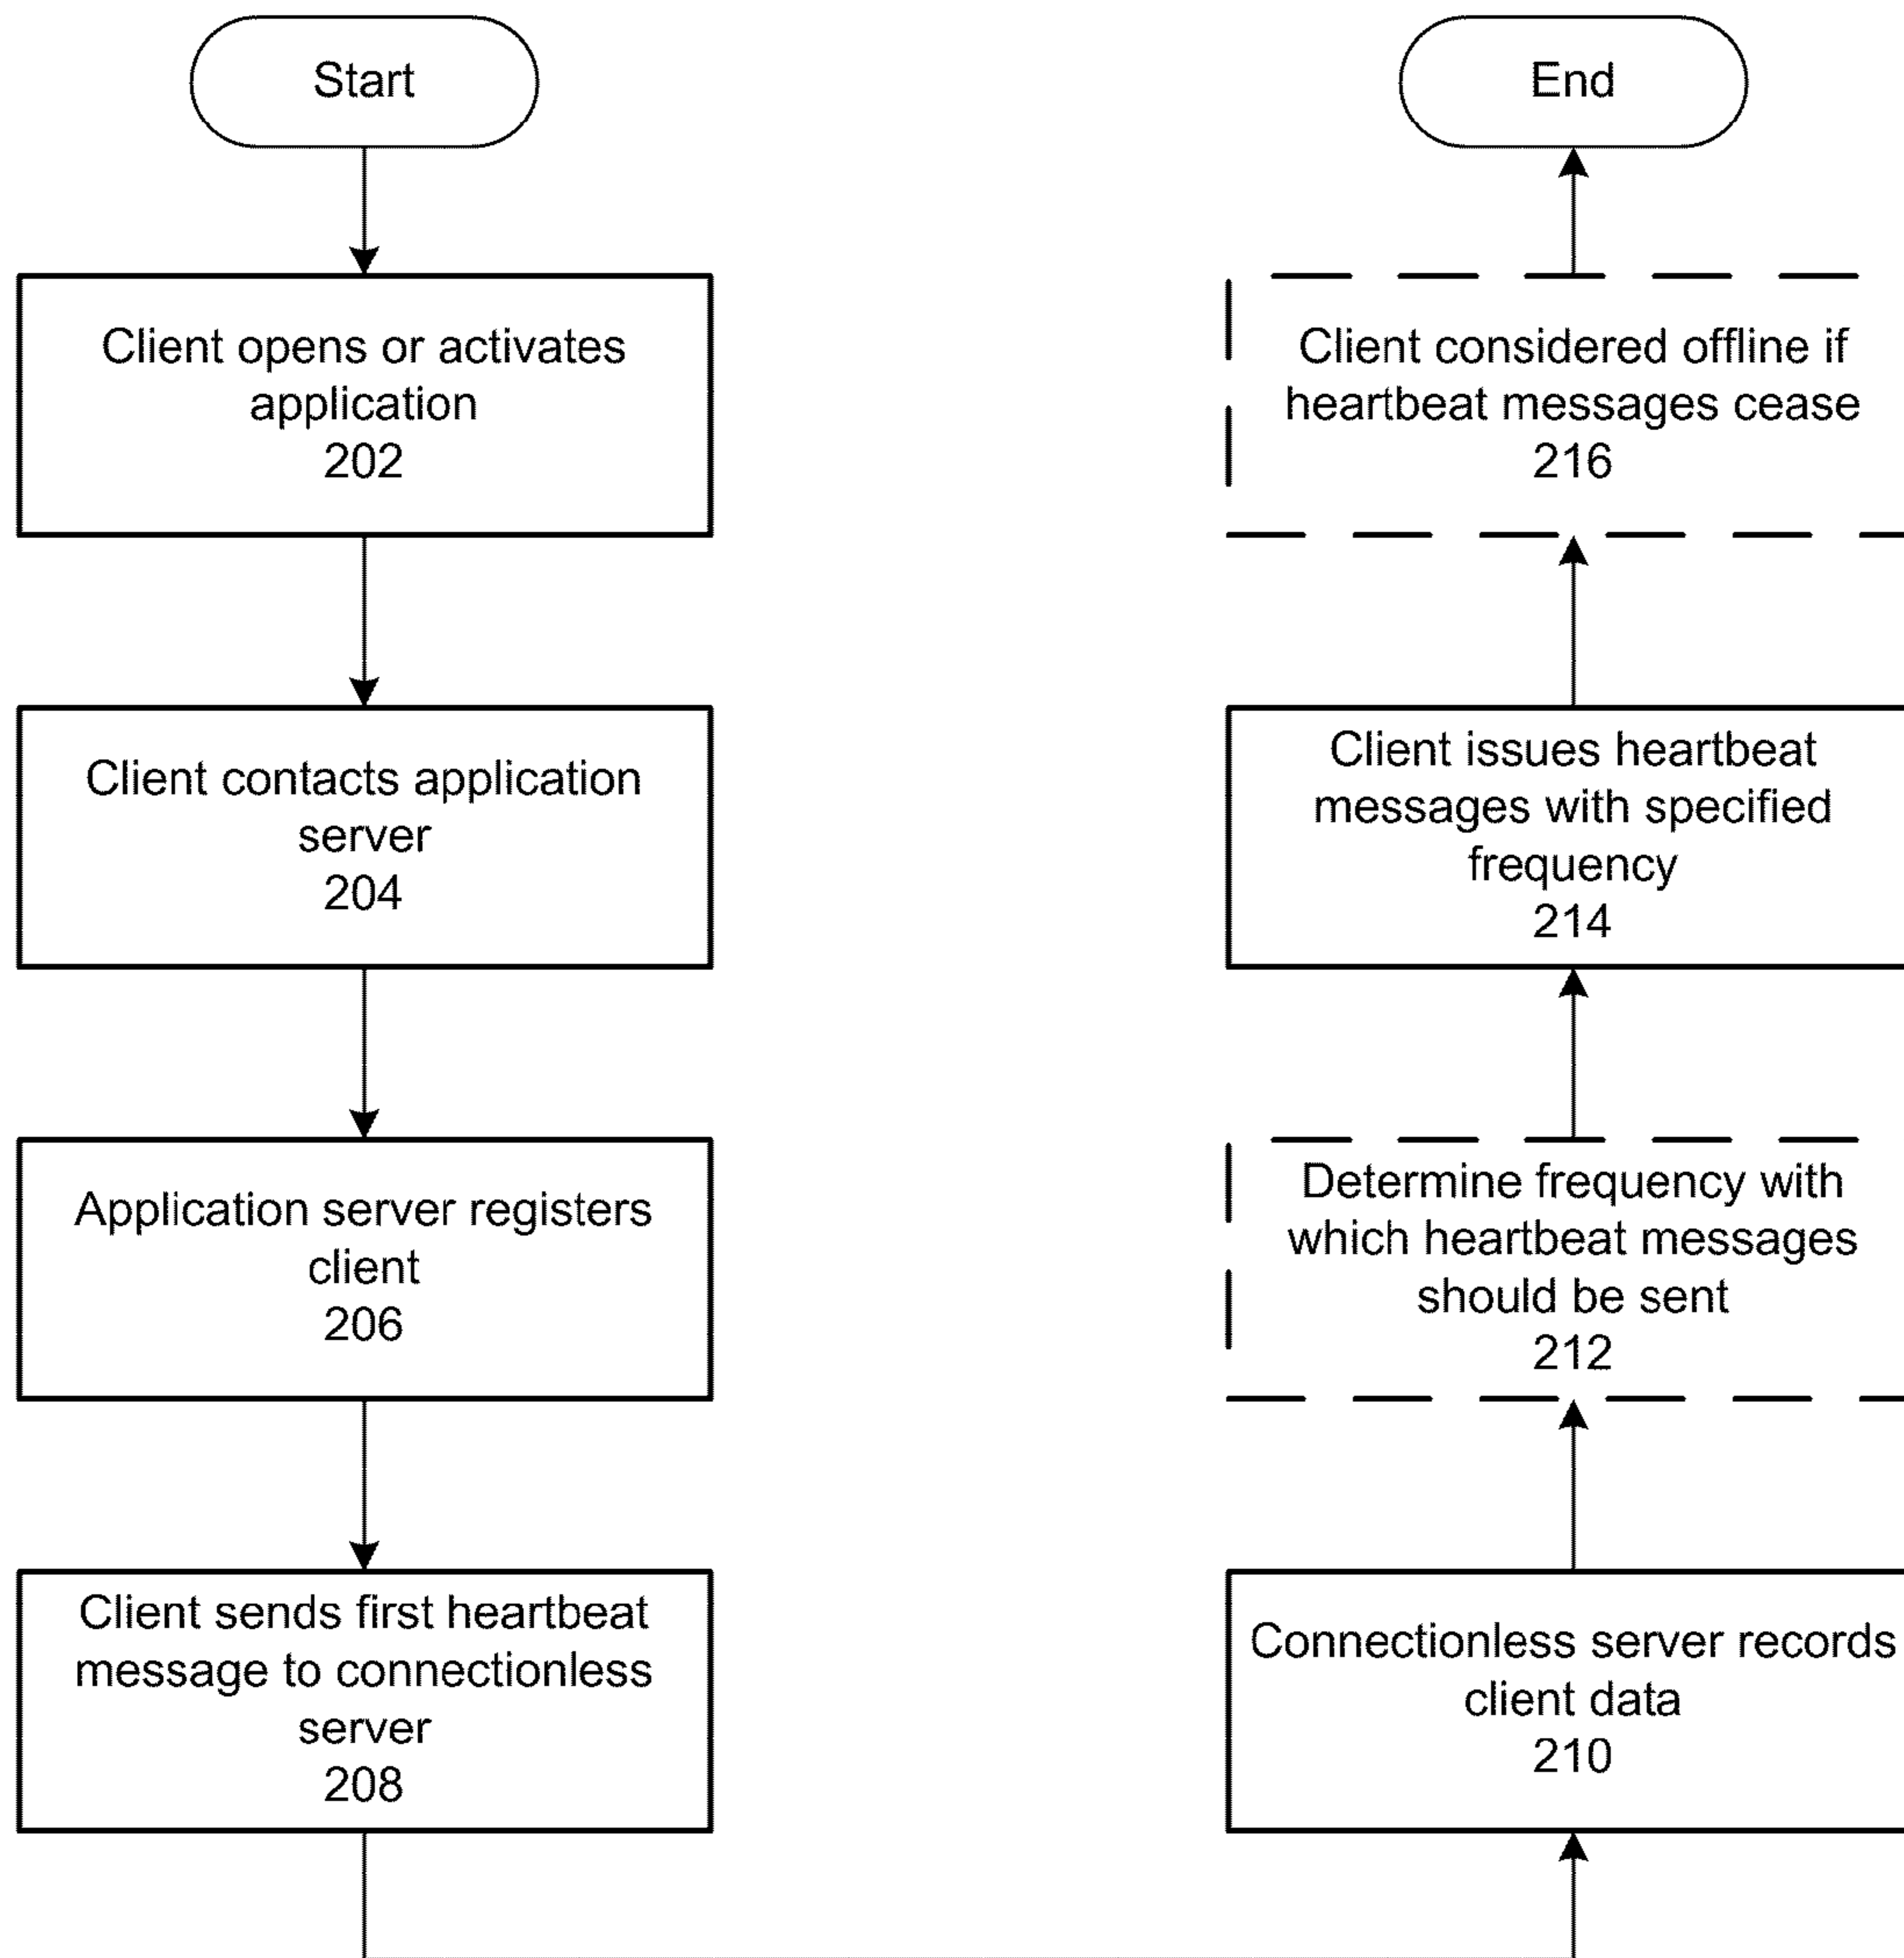 Start
Client opens or activates
application
202
Client contacts application
server
204
Application server registers
client
206
Client sends first heartbeat
message to connectionless
server
208
Connectionless server records
client data
210
Determine frequency with
which heartbeat messages
should be sent
212
Client issues heartbeat
messages with specified
frequency
214
Client considered offline if
heartbeat messages cease
216
End